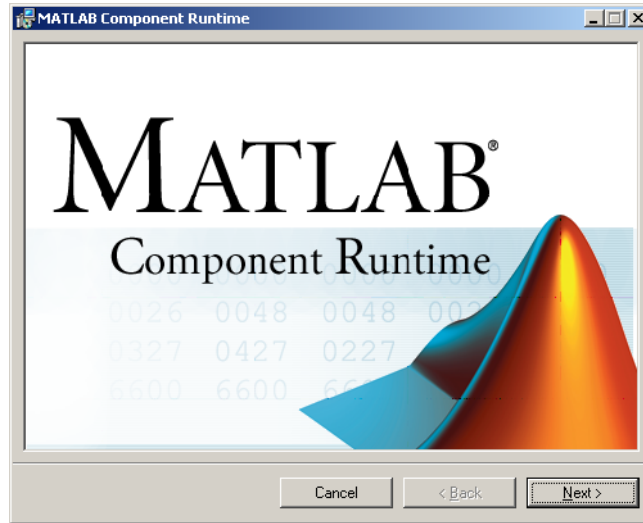 MATLAB Component Runtime
MATLAB®
Component Runtime
0026 0048 0048
0327 0427 0227
6600 6600
Cancel < Back Next >